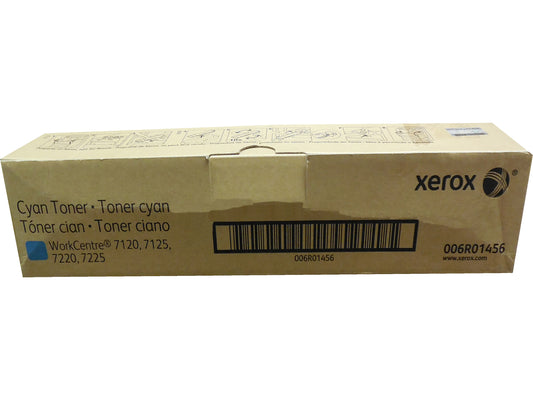 Cyan Toner • Toner cyan
Tóner cian • Toner ciano
WorkCentre® 7120, 7125,
7220, 7225
006R01456
xerox
006R01456
www.xerox.com